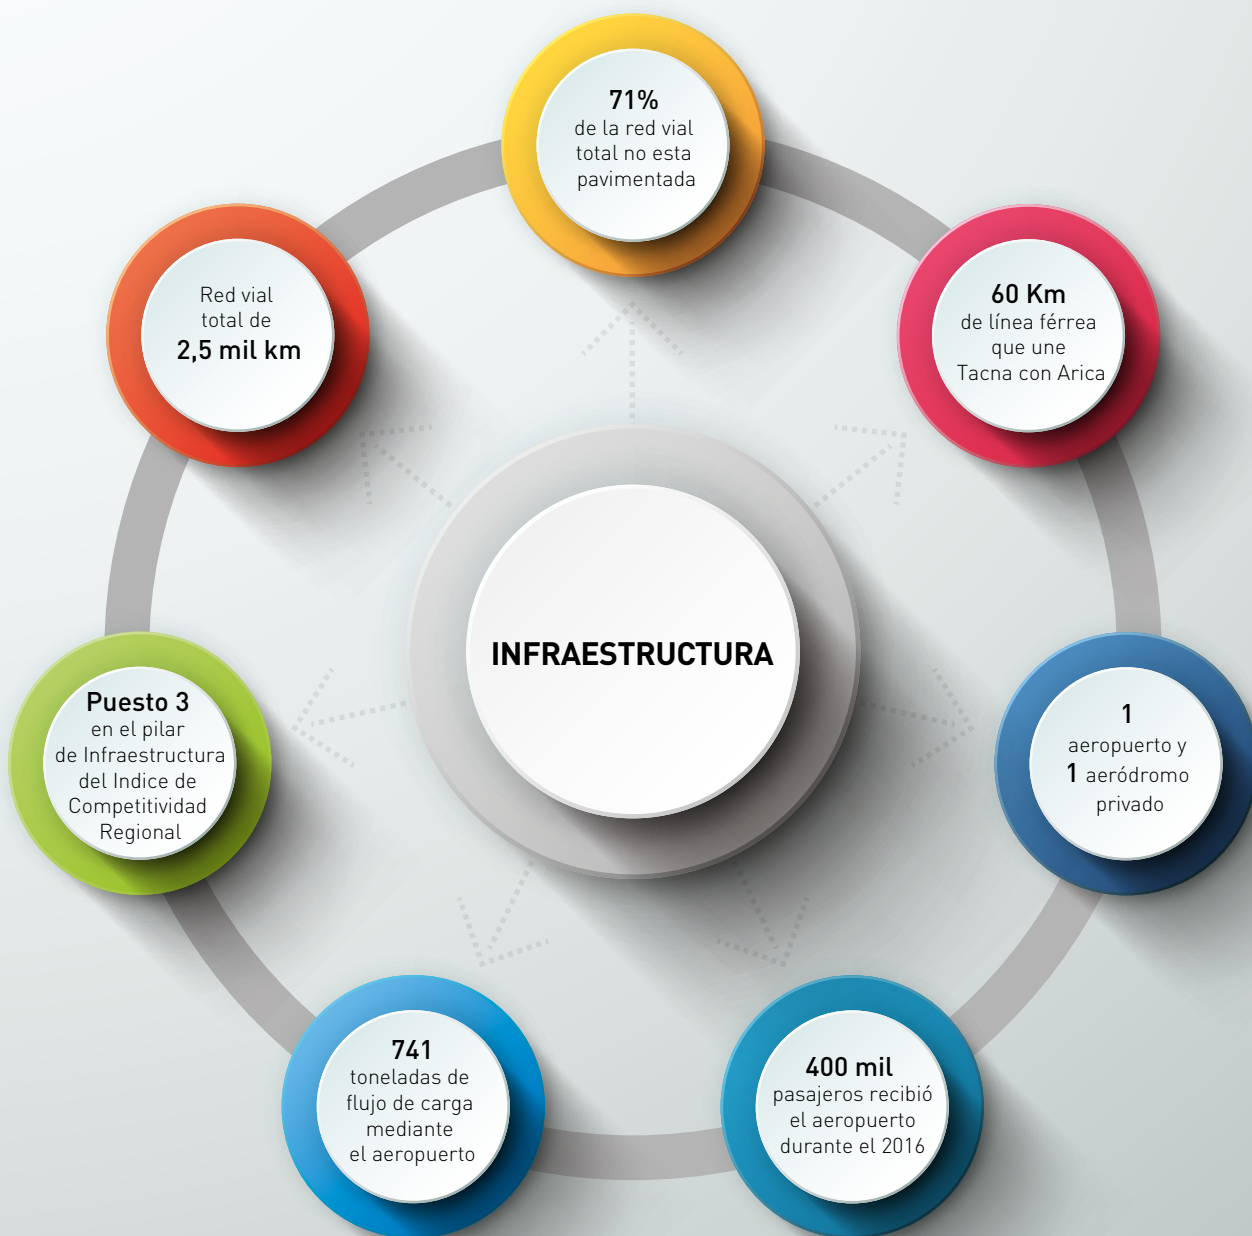 71%
de la red vial
total no esta
pavimentada
60 Km
de línea férrea
que une
Tacna con Arica
Red vial
total de
2,5 mil km
INFRAESTRUCTURA
Puesto 3
en el pilar
de Infraestructura
del Indice de
Competitividad
Regional
1
aeropuerto y
1 aeródromo
privado
741
toneladas de
flujo de carga
mediante
el aeropuerto
400 mil
pasajeros recibió
el aeropuerto
durante el 2016